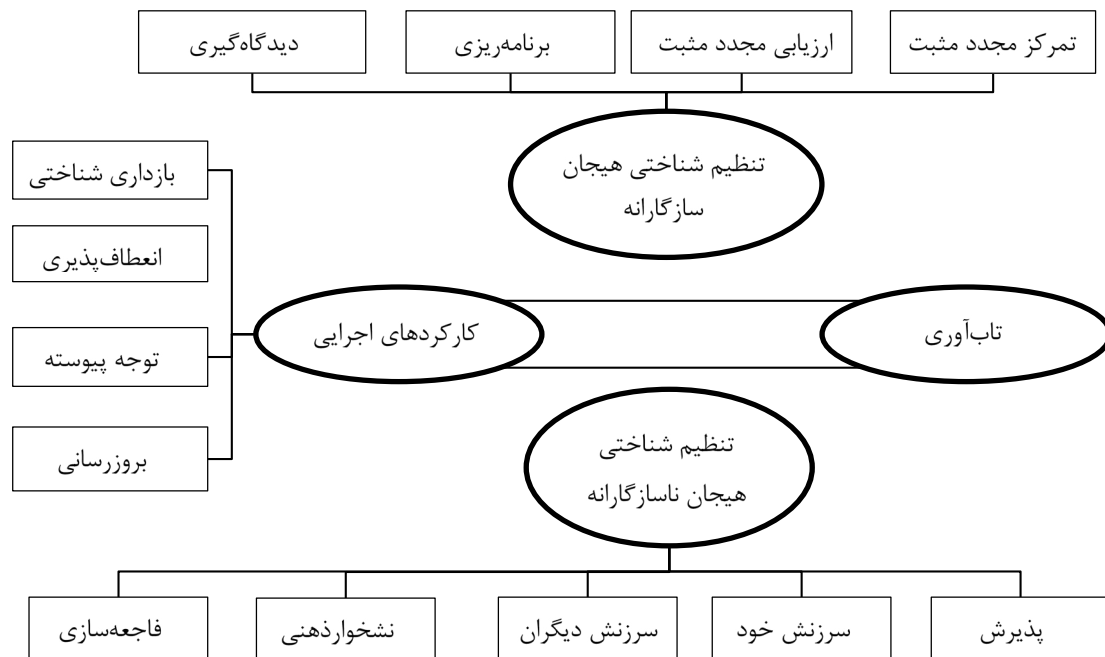 تمرکز مجدد مثبت
ارزیابی مجدد مثبت
برنامه‌ریزی
دیدگاه‌گیری
تنظیم شناختی هیجان
سازگارانه
بازداری شناختی
انعطاف‌پذیری
توجه پیوسته
بروزرسانی
کارکردهای اجرایی
تاب‌آوری
تنظیم شناختی
هیجان ناسازگارانه
پذیرش
سرزنش خود
سرزنش دیگران
نشخوارذهنی
فاجعه‌سازی